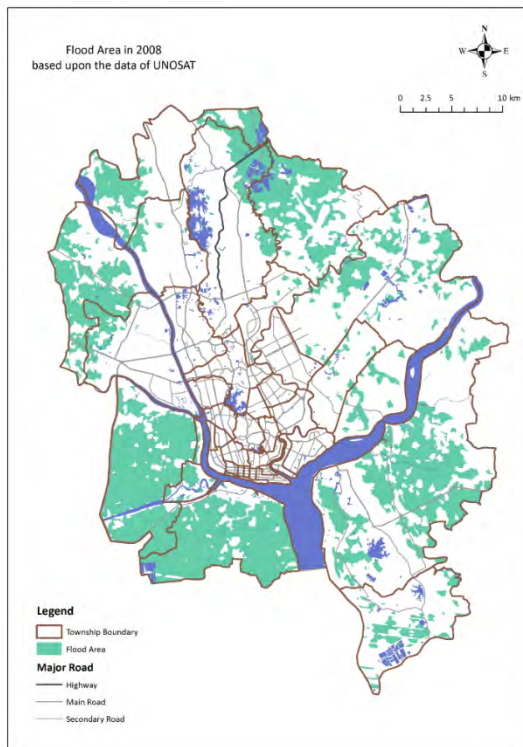 Flood Area in 2008
based upon the data of UNOSAT
N
W E
S
0 2.5 5 10 km
Legend
Township Boundary
Flood Area
Major Road
Highway
Main Road
Secondary Road